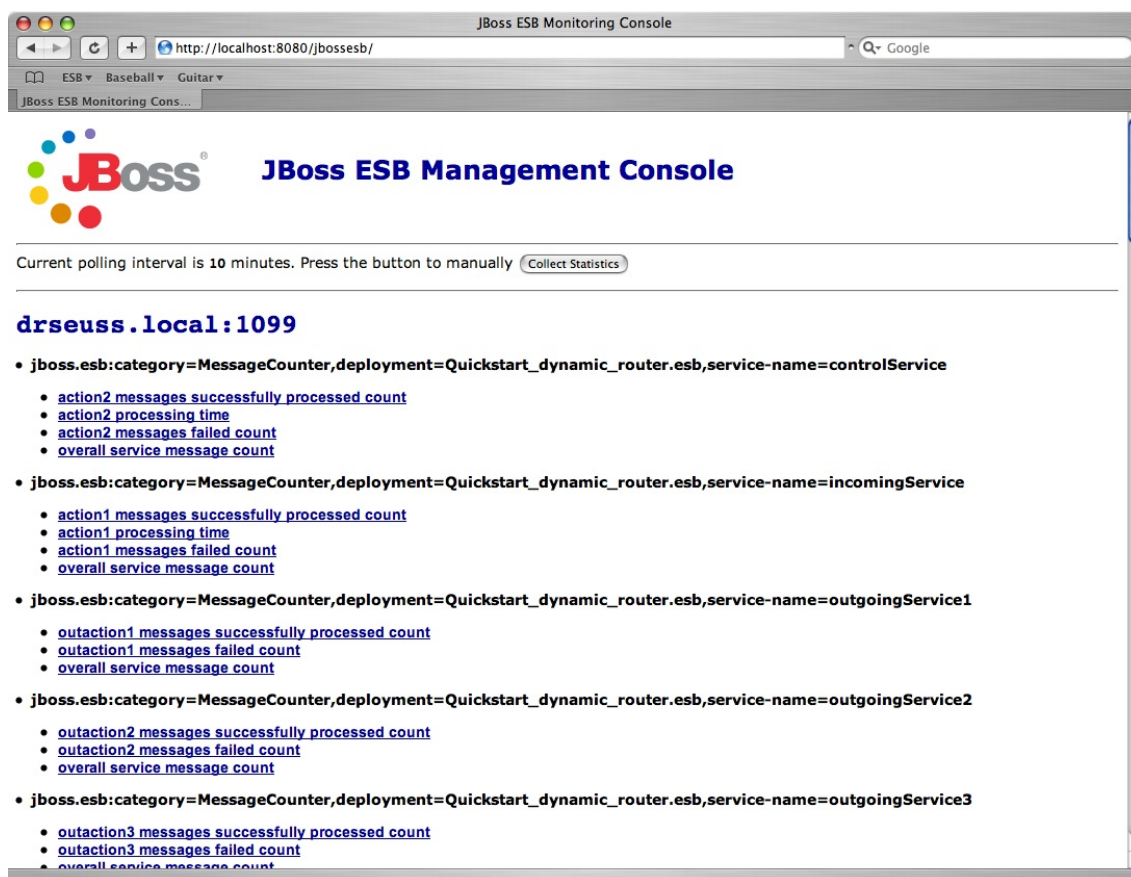 JBoss ESB Monitoring Console
http://localhost:8080/jbossesb/
Google
ESB Baseball Guitar
JBoss ESB Monitoring Cons...
JBoss® JBoss ESB Management Console
Current polling interval is 10 minutes. Press the button to manually Collect Statistics
drseuss.local:1099
• jboss.esb:category=MessageCounter,deployment=Quickstart_dynamic_router.esb,service-name=controlService
• action2 messages successfully processed count
• action2 processing time
• action2 messages failed count
• overall service message count
• jboss.esb:category=MessageCounter,deployment=Quickstart_dynamic_router.esb,service-name=incomingService
• action1 messages successfully processed count
• action1 processing time
• action1 messages failed count
• overall service message count
• jboss.esb:category=MessageCounter,deployment=Quickstart_dynamic_router.esb,service-name=outgoingService1
• outaction1 messages successfully processed count
• outaction1 messages failed count
• overall service message count
• jboss.esb:category=MessageCounter,deployment=Quickstart_dynamic_router.esb,service-name=outgoingService2
• outaction2 messages successfully processed count
• outaction2 messages failed count
• overall service message count
• jboss.esb:category=MessageCounter,deployment=Quickstart_dynamic_router.esb,service-name=outgoingService3
• outaction3 messages successfully processed count
• outaction3 messages failed count
• overall service message count